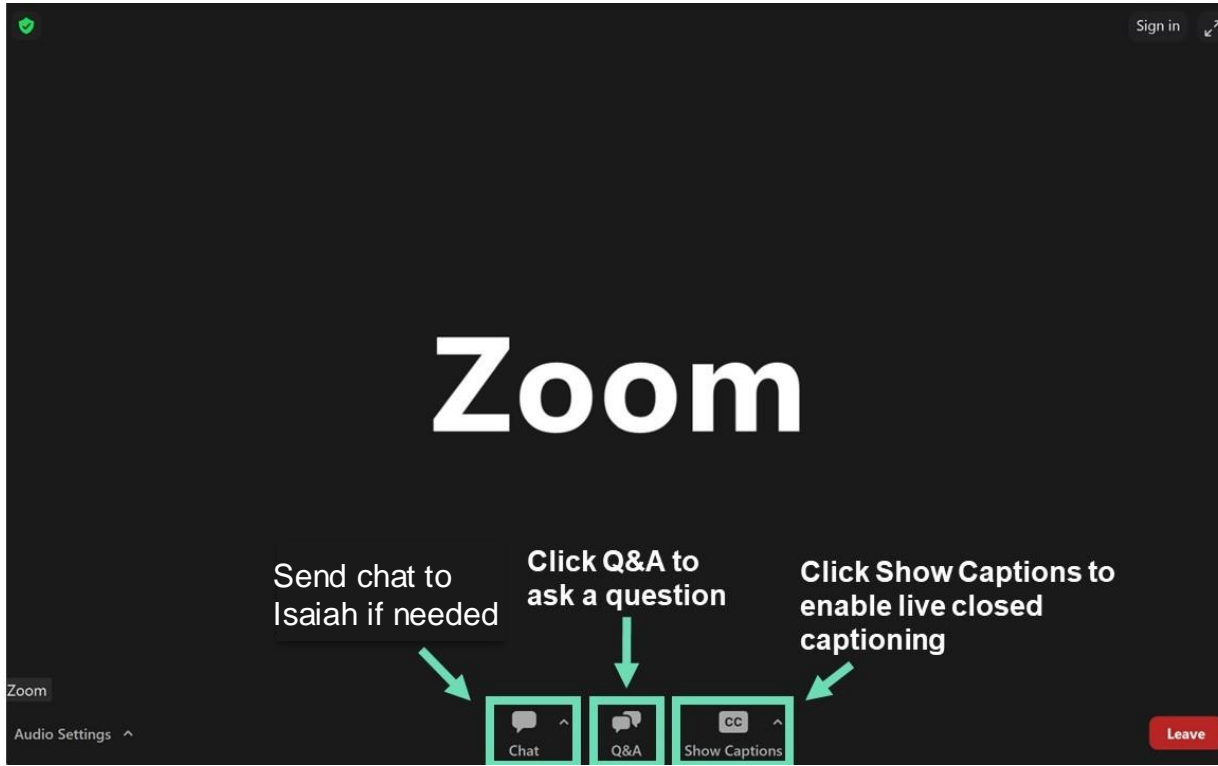 Sign in
Zoom
Send chat to
Isaiah if needed
Click Q&A to
ask a question
Click Show Captions to
enable live closed
captioning
Zoom
Audio Settings
Chat
Q&A
CC
Show Captions
Leave